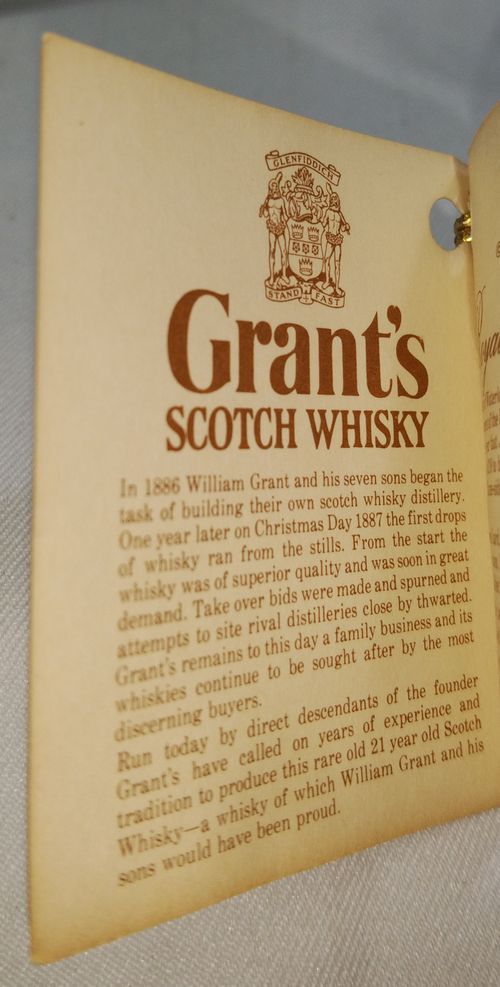 GLENFIDDICH
STAND FAST
Grant's
SCOTCH WHISKY
In 1886 William Grant and his seven sons began the
task of building their own scotch whisky distillery.
One year later on Christmas Day 1887 the first drops
of whisky ran from the stills. From the start the
whisky was of superior quality and was soon in great
demand. Take over bids were made and spurned and
attempts to site rival distilleries close by thwarted.
Grant's remains to this day a family business and its
whiskies continue to be sought after by the most
discerning buyers.
Run today by direct descendants of the founder
Grant's have called on years of experience and
tradition to produce this rare old 21 year old Scotch
Whisky—a whisky of which William Grant and his
sons would have been proud.